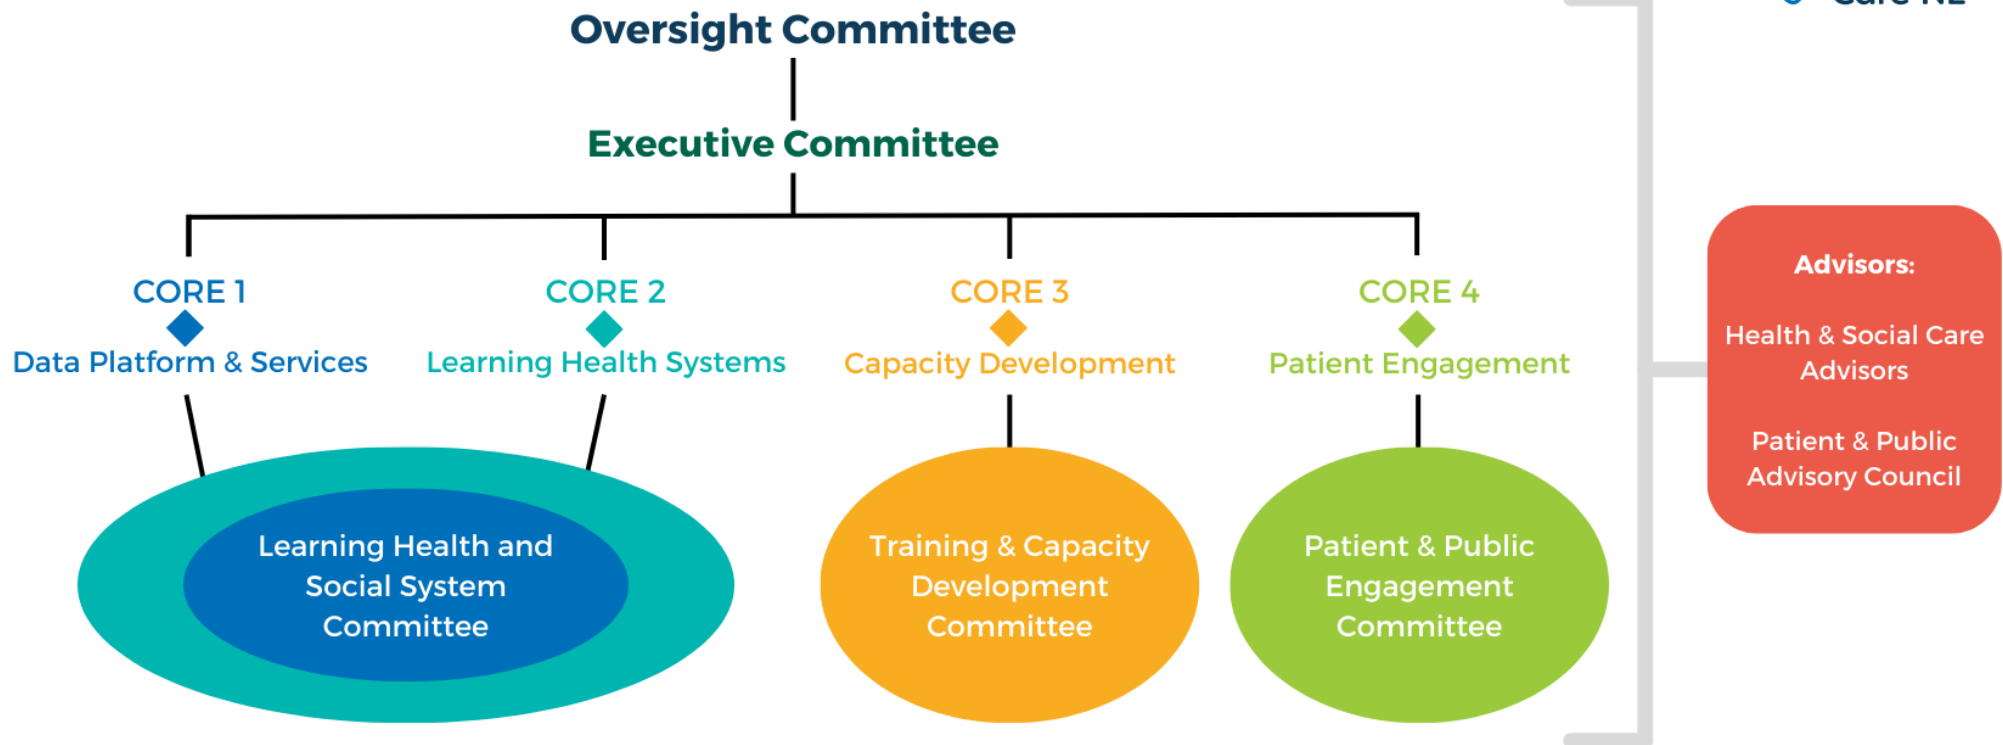 Oversight Committee
Executive Committee
CORE 1
Data Platform & Services
CORE 2
Learning Health Systems
CORE 3
Capacity Development
CORE 4
Patient Engagement
Learning Health and
Social System
Committee
Training & Capacity
Development
Committee
Patient & Public
Engagement
Committee
Advisors:
Health & Social Care
Advisors
Patient & Public
Advisory Council